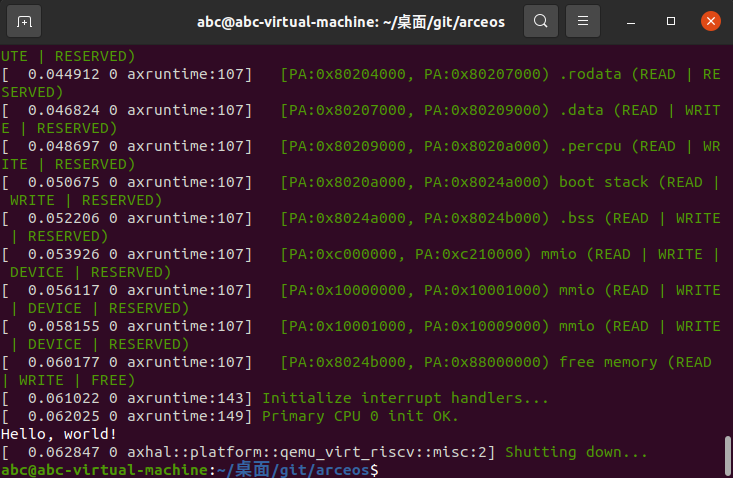 abc@abc-virtual-machine: ~/桌面/git/arceos
UTE | RESERVED)
[  0.044912 0 axruntime:107]   [PA:0x80204000, PA:0x80207000) .rodata (READ | RE
SERVED)
[  0.046824 0 axruntime:107]   [PA:0x80207000, PA:0x80209000) .data (READ | WRIT
E | RESERVED)
[  0.048697 0 axruntime:107]   [PA:0x80209000, PA:0x8020a000) .percpu (READ | WR
ITE | RESERVED)
[  0.050675 0 axruntime:107]   [PA:0x8020a000, PA:0x8024a000) boot stack (READ |
 WRITE | RESERVED)
[  0.052206 0 axruntime:107]   [PA:0x8024a000, PA:0x8024b000) .bss (READ | WRITE
 | RESERVED)
[  0.053926 0 axruntime:107]   [PA:0xc000000, PA:0xc210000) mmio (READ | WRITE |
 DEVICE | RESERVED)
[  0.056117 0 axruntime:107]   [PA:0x10000000, PA:0x10001000) mmio (READ | WRITE
 | DEVICE | RESERVED)
[  0.058155 0 axruntime:107]   [PA:0x10001000, PA:0x10009000) mmio (READ | WRITE
 | DEVICE | RESERVED)
[  0.060177 0 axruntime:107]   [PA:0x8024b000, PA:0x88000000) free memory (READ
| WRITE | FREE)
[  0.061022 0 axruntime:143] Initialize interrupt handlers...
[  0.062025 0 axruntime:149] Primary CPU 0 init OK.
Hello, world!
[  0.062847 0 axhal::platform::qemu_virt_riscv::misc:2] Shutting down...
abc@abc-virtual-machine:~/桌面/git/arceos$